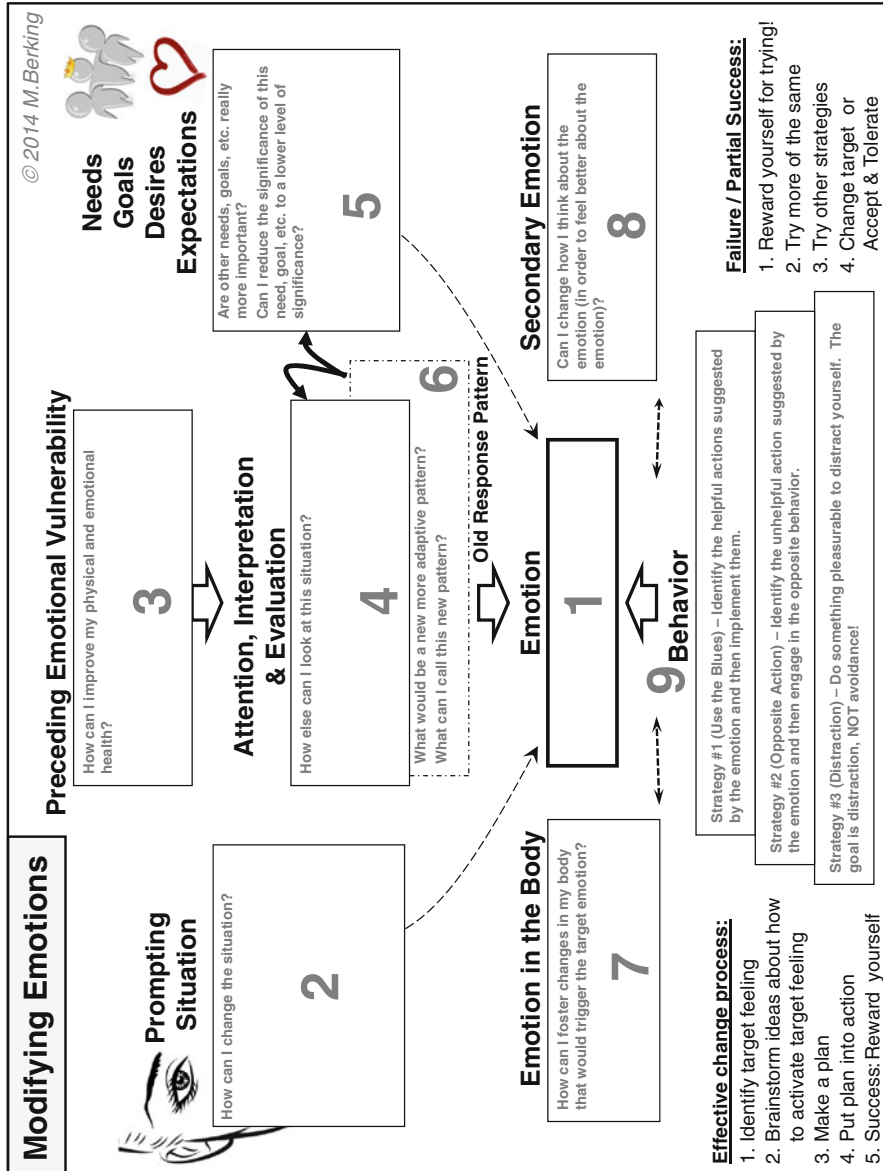 Modifying Emotions
© 2014 M.Berking
Prompting
Situation
How can I change the situation?
2
Preceding Emotional Vulnerability
How can I improve my physical and emotional
health?
3
Needs
Goals
Desires
Expectations
Are other needs, goals, etc. really
more important?
Can I reduce the significance of this
need, goal, etc. to a lower level of
significance?
5
Attention, Interpretation
& Evaluation
How else can I look at this situation?
4
What would be a new more adaptive pattern?
What can I call this new pattern?
6
Old Response Pattern
Emotion in the Body
How can I foster changes in my body
that would trigger the target emotion?
7
Emotion
1
Secondary Emotion
Can I change how I think about the
emotion (in order to feel better about the
emotion)?
8
9 Behavior
Strategy #1 (Use the Blues) – Identify the helpful actions suggested
by the emotion and then implement them.
Strategy #2 (Opposite Action) – Identify the unhelpful action suggested by
the emotion and then engage in the opposite behavior.
Strategy #3 (Distraction) – Do something pleasurable to distract yourself.  The
goal is distraction, NOT avoidance!
Effective change process:
1. Identify target feeling
2. Brainstorm ideas about how
to activate target feeling
3. Make a plan
4. Put plan into action
5. Success: Reward  yourself
Failure / Partial Success:
1. Reward yourself for trying!
2. Try more of the same
3. Try other strategies
4. Change target  or
Accept & Tolerate